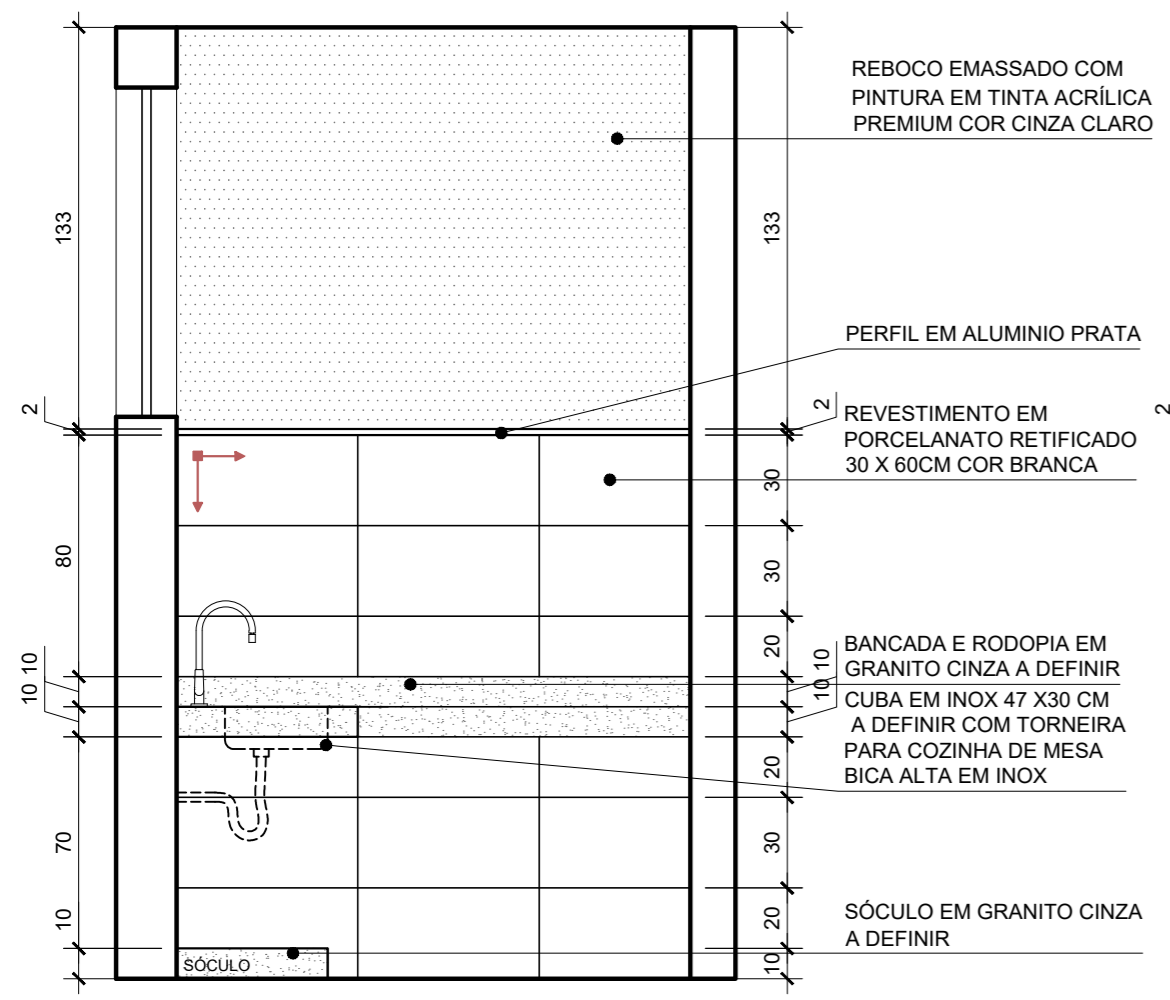 REBOCO EMASSADO COM
PINTURA EM TINTA ACRÍLICA
PREMIUM COR CINZA CLARO
133
133
PERFIL EM ALUMINIO PRATA
2
2
2
REVESTIMENTO EM
PORCELANATO RETIFICADO
30 X 60CM COR BRANCA
30
80
30
20
10 10
10 10
BANCADA E RODOPIA EM
GRANITO CINZA A DEFINIR
CUBA EM INOX 47 X30 CM
A DEFINIR COM TORNEIRA
PARA COZINHA DE MESA
BICA ALTA EM INOX
20
70
30
10
20
SÓCULO EM GRANITO CINZA
A DEFINIR
SÓCULO
10